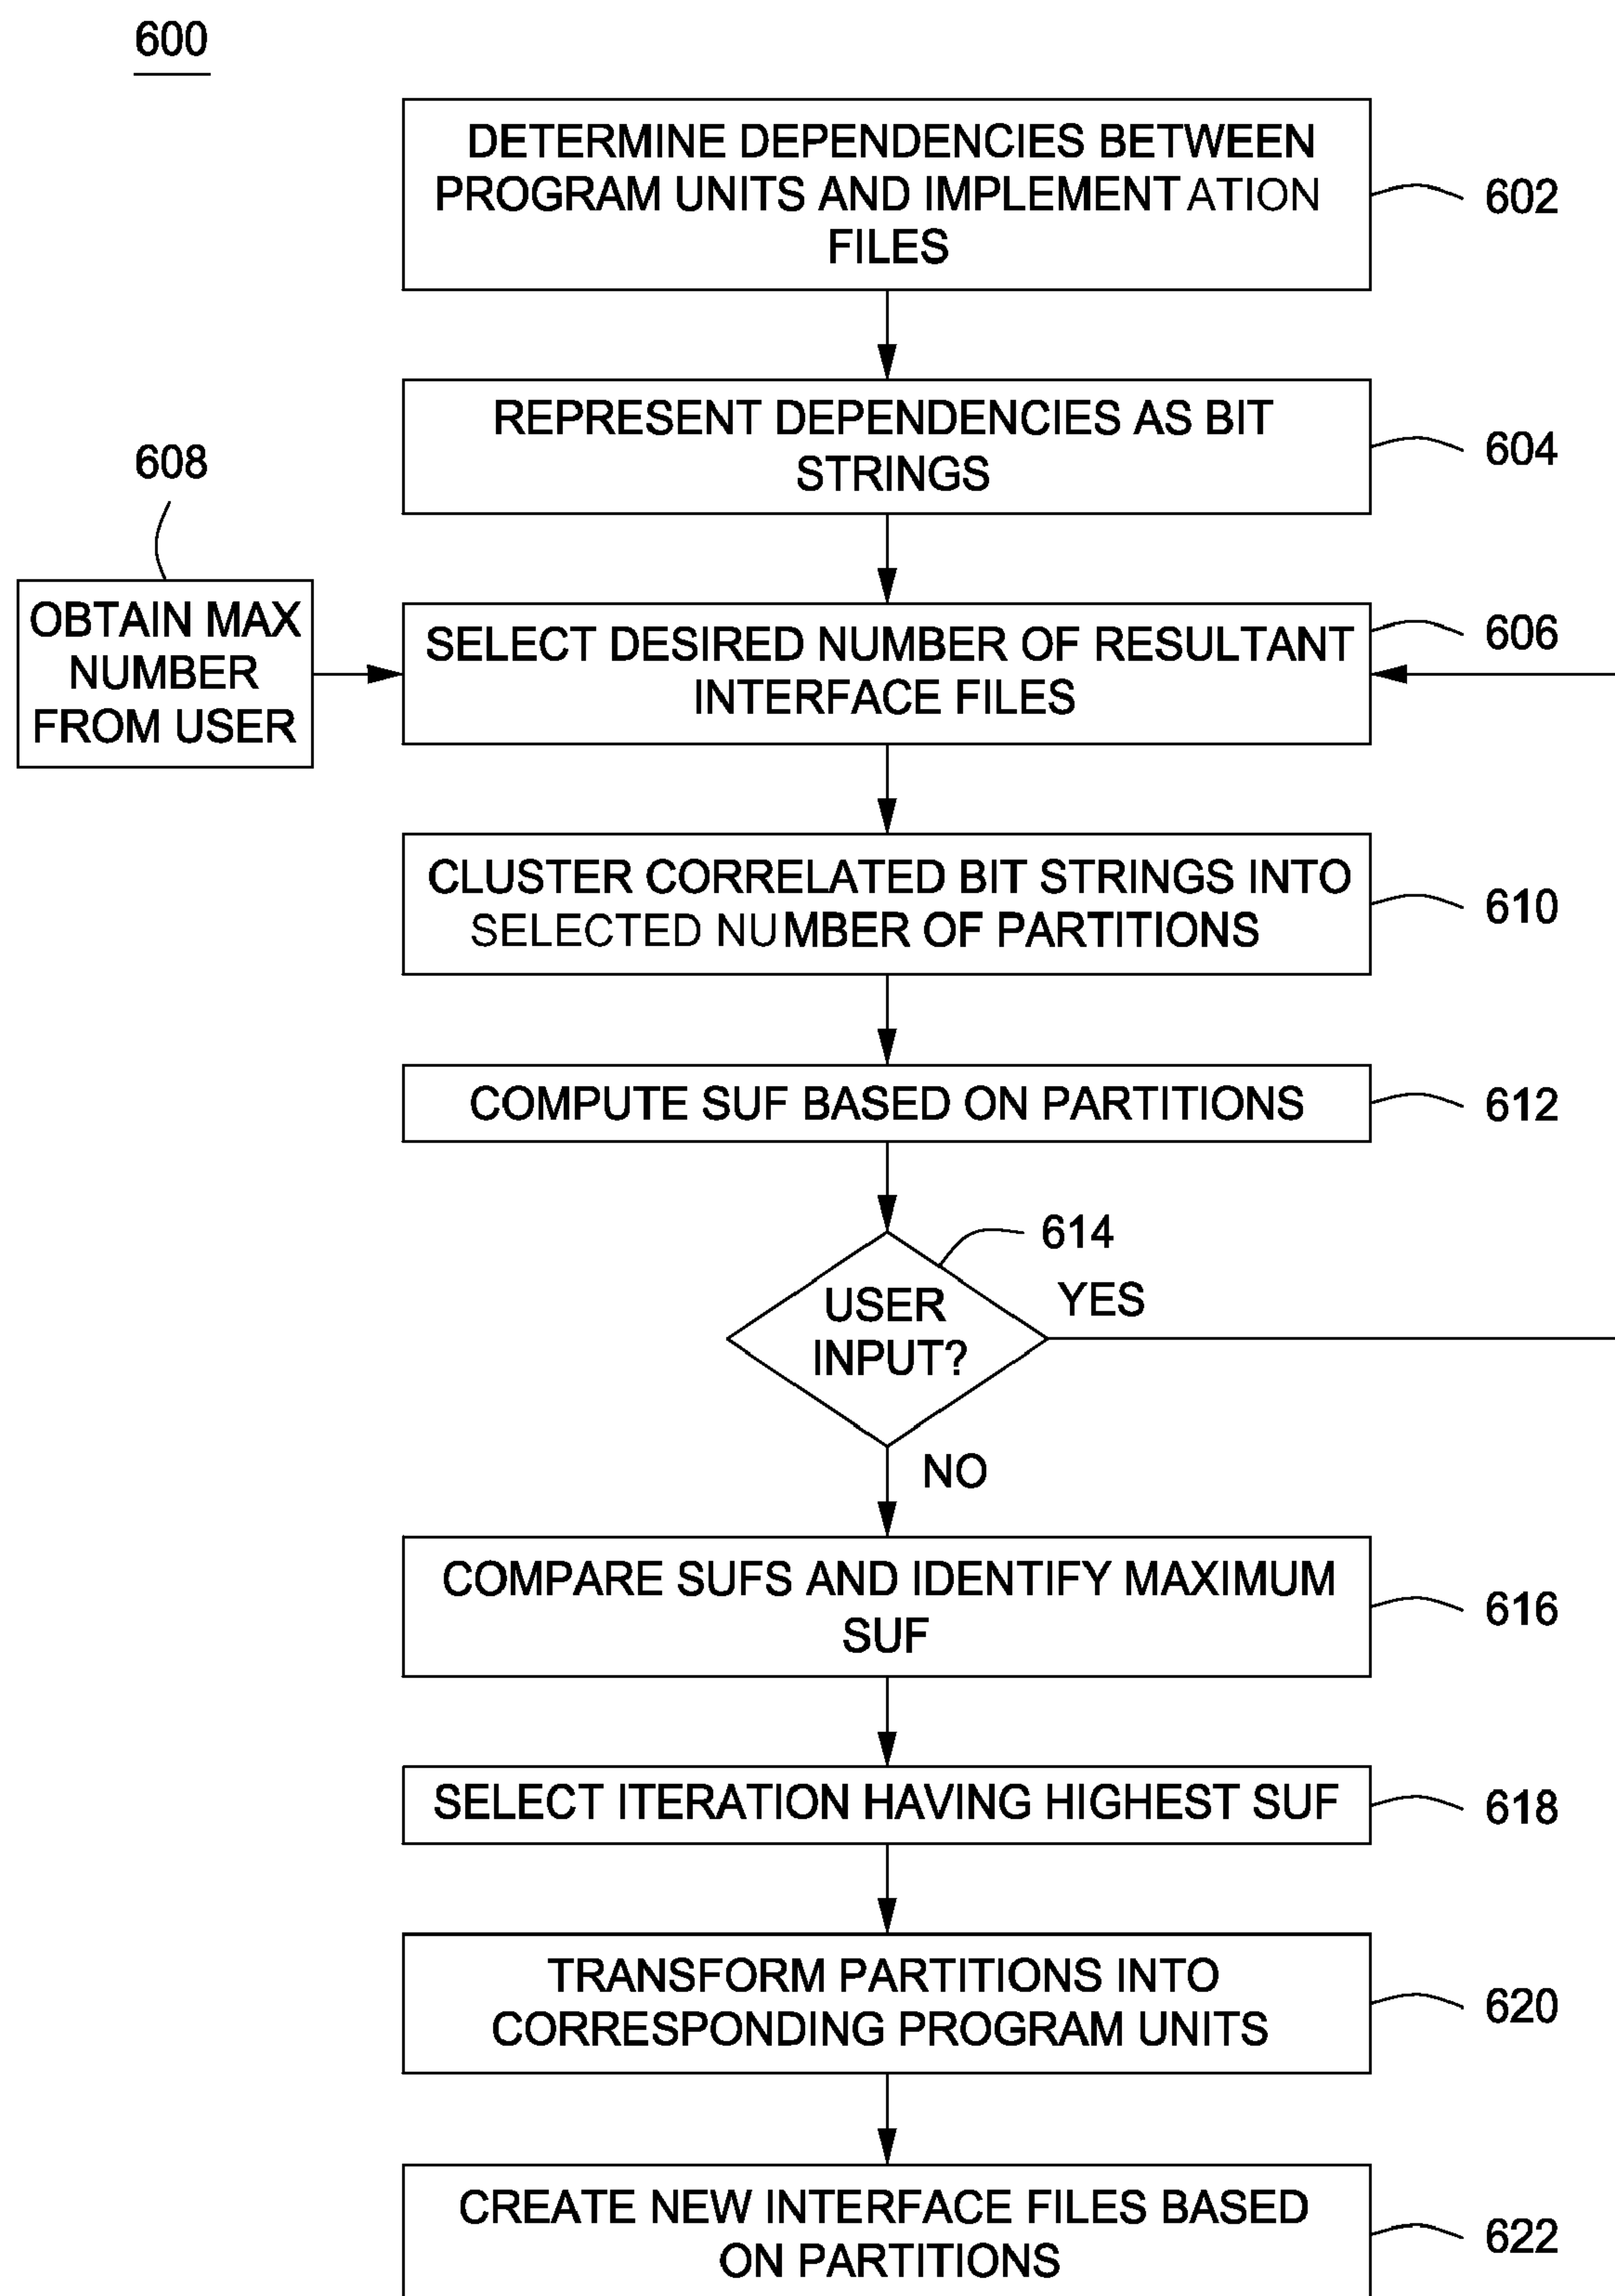 600
DETERMINE DEPENDENCIES BETWEEN
PROGRAM UNITS AND IMPLEMENTATION
FILES
602
REPRESENT DEPENDENCIES AS BIT
STRINGS
604
608
OBTAIN MAX
NUMBER
FROM USER
SELECT DESIRED NUMBER OF RESULTANT
INTERFACE FILES
606
CLUSTER CORRELATED BIT STRINGS INTO
SELECTED NUMBER OF PARTITIONS
610
COMPUTE SUF BASED ON PARTITIONS
612
614
USER
INPUT?
YES
NO
COMPARE SUFS AND IDENTIFY MAXIMUM
SUF
616
SELECT ITERATION HAVING HIGHEST SUF
618
TRANSFORM PARTITIONS INTO
CORRESPONDING PROGRAM UNITS
620
CREATE NEW INTERFACE FILES BASED
ON PARTITIONS
622